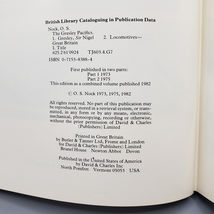 British Library Cataloguing in Publication Data
Nock, O. S.
The Gresley Pacifics.
1. Gresley, Sir Nigel 2. Locomotives—
Great Britain
I. Title
625.2'61'0924 TJ603.4.G7
ISBN 0-7153-8388-4
First published in two parts:
Part 1 1973
Part 2 1975
This edition as a combined volume published 1982
© O. S. Nock 1973, 1975, 1982
All rights reserved. No part of this publication may
be reproduced, stored in a retrieval system, or
transmitted, in any form or by any means, electronic,
mechanical, photocopying, recording or otherwise,
without the prior permission of David & Charles
(Publishers) Limited
Printed in Great Britain
by Butler & Tanner Ltd, Frome and London
for David & Charles (Publishers) Limited
Brunel House Newton Abbot Devon
Published in the United States of America
by David & Charles Inc
North Pomfret Vermont 05053 USA